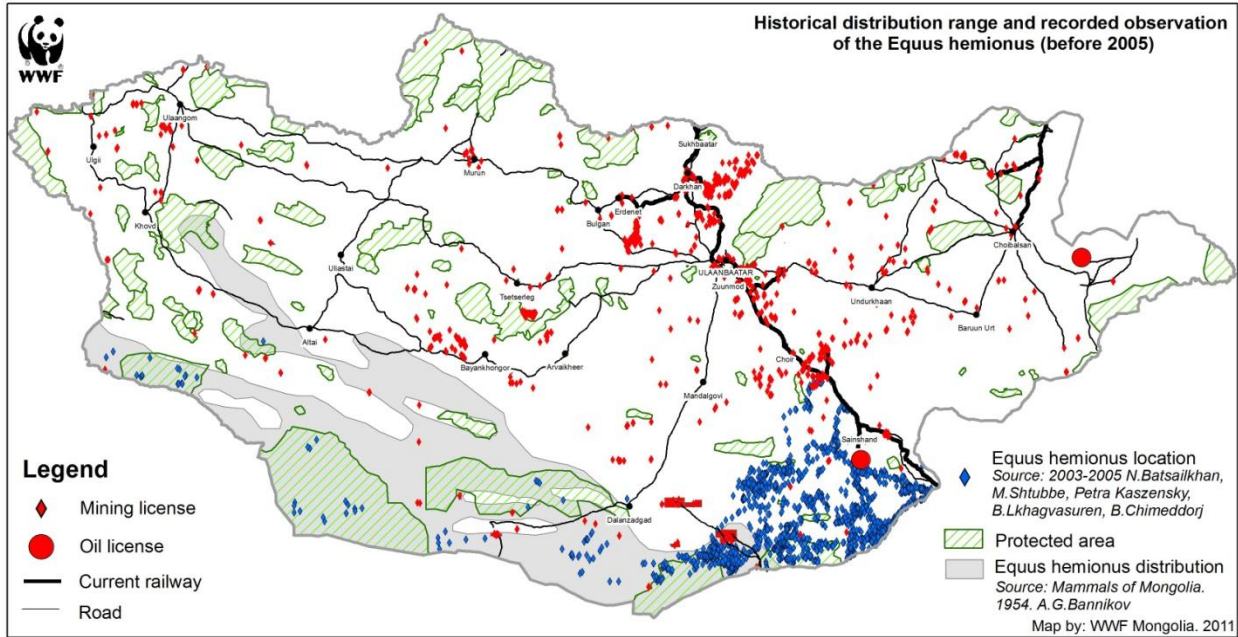 Historical distribution range and recorded observation
of the Equus hemionus (before 2005)
WWF
Ulaangom
Ulgii
Khovd
Murun
Sukhbaatar
Darkhan
Erdenet
Bulgan
Uliastai
Tsetserleg
ULAANBAATAR
Zuunmod
Choibalsan
Undurkhaan
Baruun Urt
Altai
Bayankhongor
Arvaikheer
Choir
Mandalgovi
Sainshand
Dalanzadgad
Legend
Mining license
Oil license
Current railway
Road
Equus hemionus location
Source: 2003-2005 N.Batsailkhan,
M.Shtubbe, Petra Kaszensky,
B.Lkhagvasuren, B.Chimeddorj
Protected area
Equus hemionus distribution
Source: Mammals of Mongolia.
1954. A.G.Bannikov
Map by: WWF Mongolia. 2011